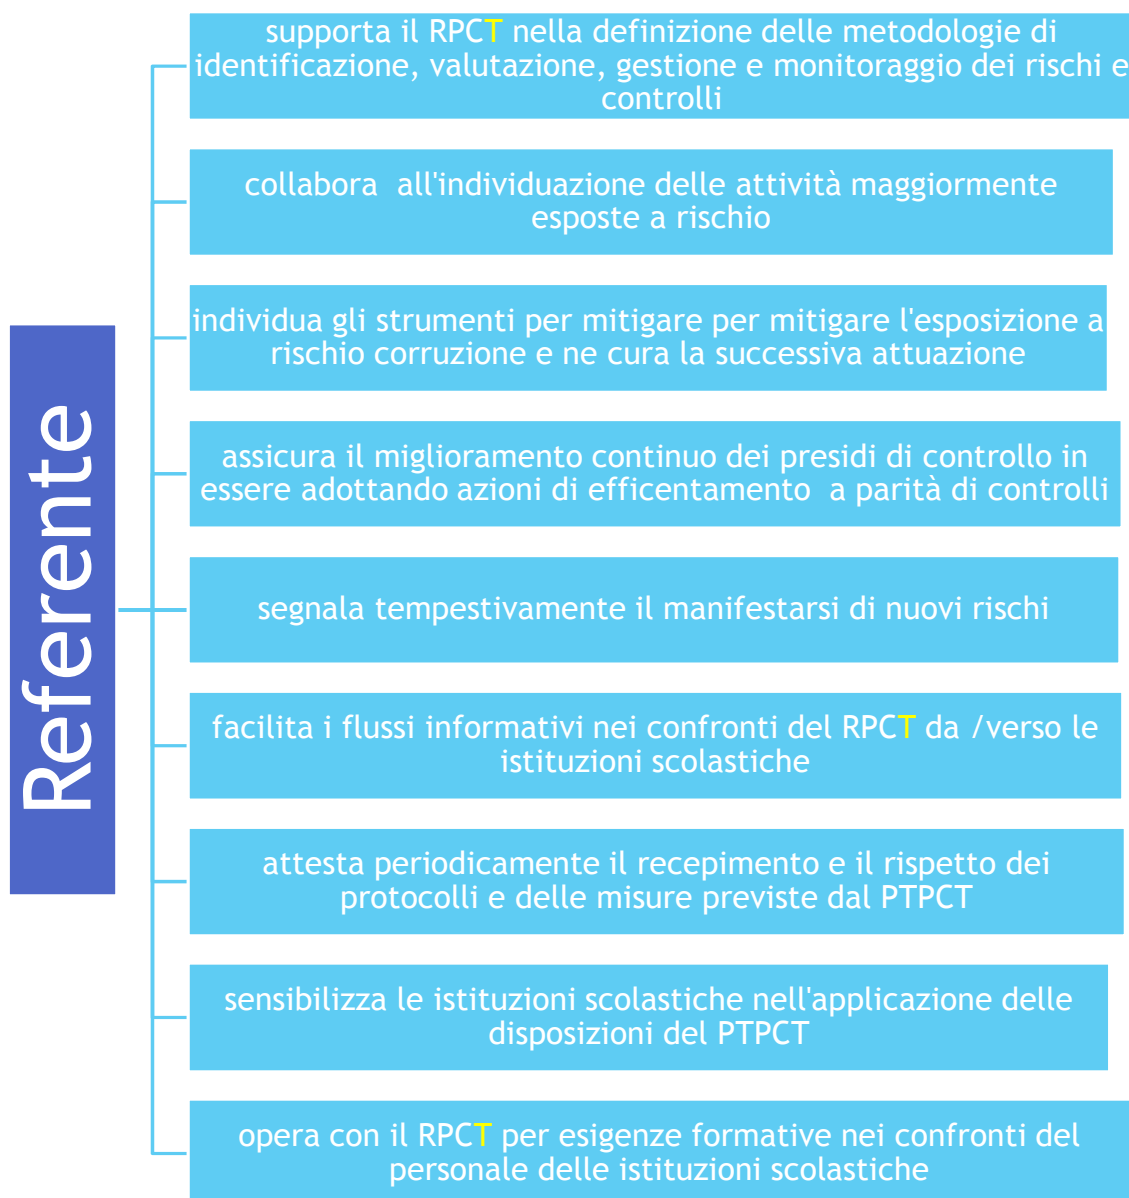 Referente
supporta il RPCT nella definizione delle metodologie di
identificazione, valutazione, gestione e monitoraggio dei rischi e
controlli
collabora  all'individuazione delle attività maggiormente
esposte a rischio
individua gli strumenti per mitigare per mitigare l'esposizione a
rischio corruzione e ne cura la successiva attuazione
assicura il miglioramento continuo dei presidi di controllo in
essere adottando azioni di efficentamento  a parità di controlli
segnala tempestivamente il manifestarsi di nuovi rischi
facilita i flussi informativi nei confronti del RPCT da /verso le
istituzioni scolastiche
attesta periodicamente il recepimento e il rispetto dei
protocolli e delle misure previste dal PTPCT
sensibilizza le istituzioni scolastiche nell'applicazione delle
disposizioni del PTPCT
opera con il RPCT per esigenze formative nei confronti del
personale delle istituzioni scolastiche